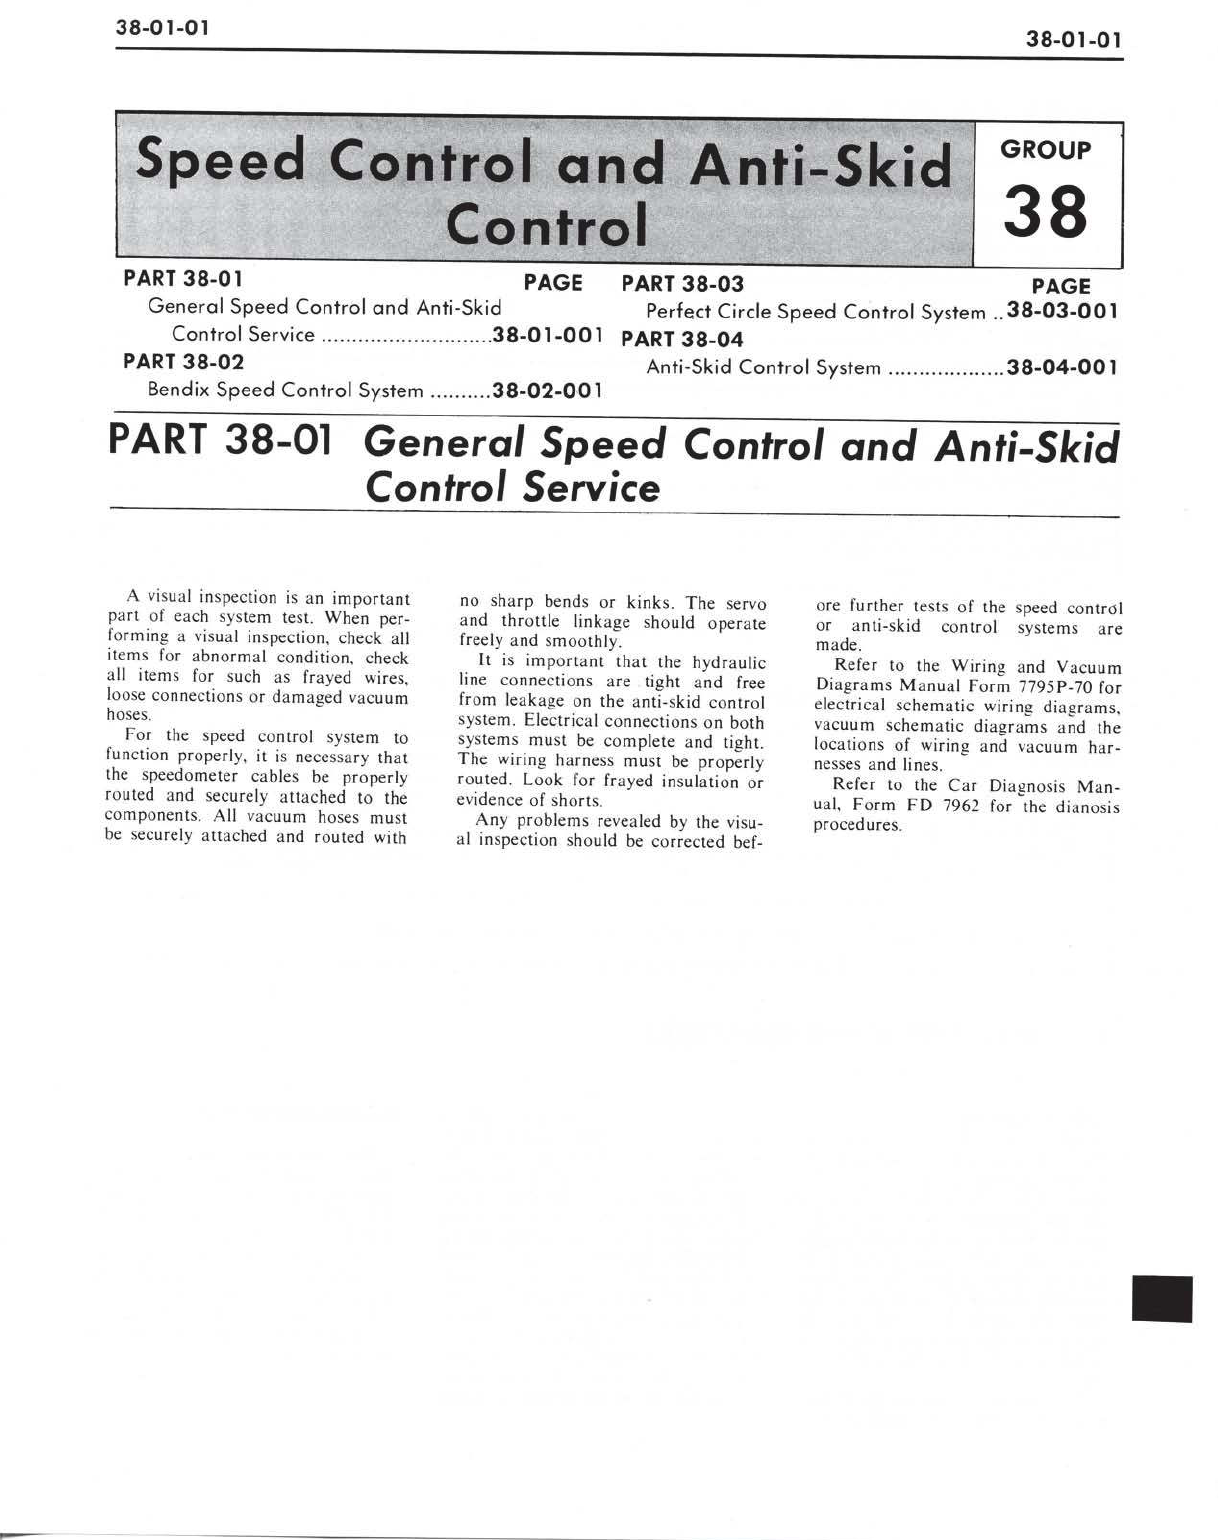 38-01-01
38-01-01
Speed Control and Anti-Skid
Control
GROUP
38
PART 38-01 PAGE
General Speed Control and Anti-Skid
Control Service ............................38-01-001
PART 38-02
Bendix Speed Control System ..........38-02-001
PART 38-03 PAGE
Perfect Circle Speed Control System ..38-03-001
PART 38-04
Anti-Skid Control System ...................38-04-001
PART 38-01 General Speed Control and Anti-Skid
Control Service
A visual inspection is an important
part of each system test. When per-
forming a visual inspection, check all
items for abnormal condition, check
all items for such as frayed wires,
loose connections or damaged vacuum
hoses.
For the speed control system to
function properly, it is necessary that
the speedometer cables be properly
routed and securely attached to the
components. All vacuum hoses must
be securely attached and routed with
no sharp bends or kinks. The servo
and throttle linkage should operate
freely and smoothly.
It is important that the hydraulic
line connections are tight and free
from leakage on the anti-skid control
system. Electrical connections on both
systems must be complete and tight.
The wiring harness must be properly
routed. Look for frayed insulation or
evidence of shorts.
Any problems revealed by the visu-
al inspection should be corrected bef-
ore further tests of the speed control
or anti-skid control systems are
made.
Refer to the Wiring and Vacuum
Diagrams Manual Form 7795P-70 for
electrical schematic wiring diagrams,
vacuum schematic diagrams and the
locations of wiring and vacuum har-
nesses and lines.
Refer to the Car Diagnosis Man-
ual, Form FD 7962 for the dianosis
procedures.